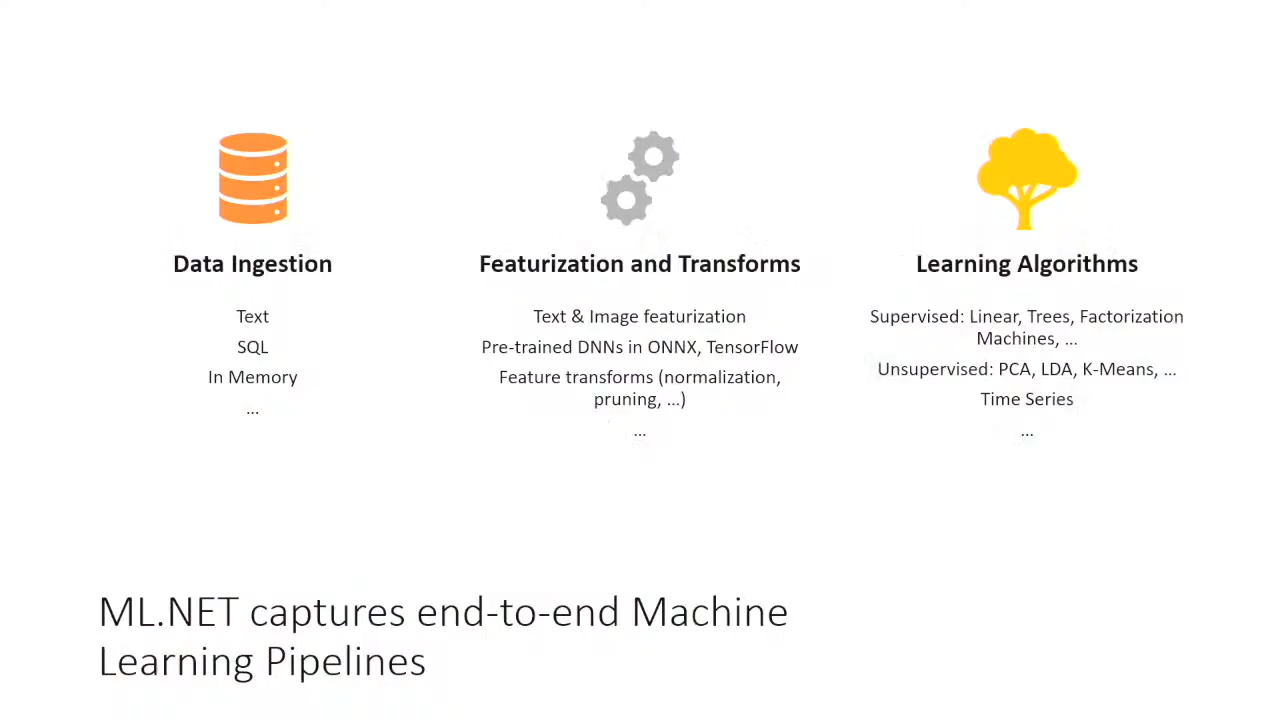 Data Ingestion
Text
SQL
In Memory
...
Featurization and Transforms
Text & Image featurization
Pre-trained DNNs in ONNX, TensorFlow
Feature transforms (normalization,
pruning, ...)
...
Learning Algorithms
Supervised: Linear, Trees, Factorization
Machines, ...
Unsupervised: PCA, LDA, K-Means, ...
Time Series
...
ML.NET captures end-to-end Machine
Learning Pipelines